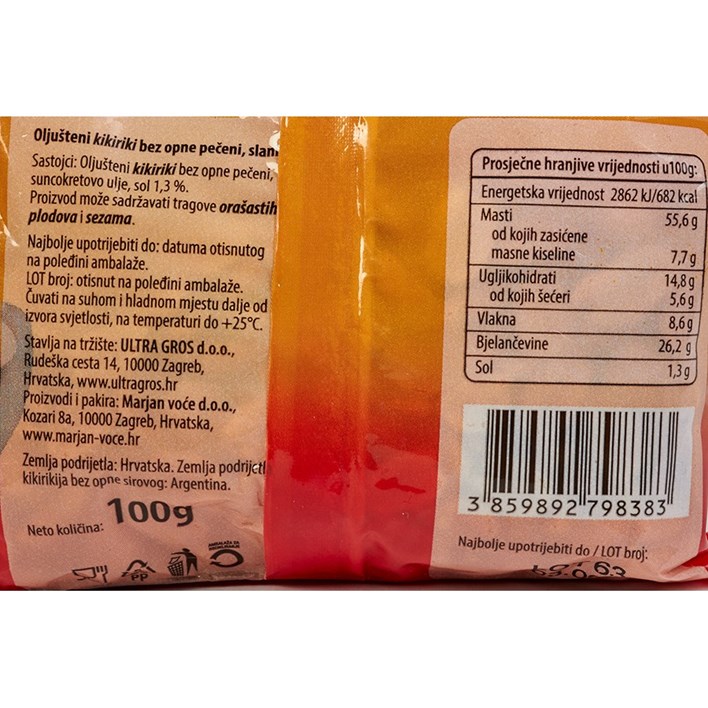 Oljušteni kikiriki bez opne pečeni, slani
Sastojci: Oljušteni kikiriki bez opne pečeni,
suncokretovo ulje, sol 1,3 %.
Proizvod može sadržavati tragove orašastih
plodova i sezama.
Najbolje upotrijebiti do: datuma otisnutog
na poleđini ambalaže.
LOT broj: otisnut na poleđini ambalaže.
Čuvati na suhom i hladnom mjestu dalje od
izvora svjetlosti, na temperaturi do +25°C.
Stavlja na tržište: ULTRA GROS d.o.o.,
Rudeška cesta 14, 10000 Zagreb,
Hrvatska, www.ultragros.hr
Proizvodi i pakira: Marjan voće d.o.o.,
Kozari 8a, 10000 Zagreb, Hrvatska,
www.marjan-voce.hr
Zemlja podrijetla: Hrvatska. Zemlja podrijetl
kikirikija bez opne sirovog: Argentina.
Neto količina: 100g
PP
Prosječne hranjive vrijednosti u100g:
Energetska vrijednost 2862 kJ/682 kcal
Masti 55,6 g
od kojih zasićene
masne kiseline 7,7 g
Ugljikohidrati 14,8 g
od kojih šećeri 5,6 g
Vlakna 8,6 g
Bjelančevine 26,2 g
Sol 1,3 g
3 859892 798383
Najbolje upotrijebiti do / LOT broj:
LOT 63